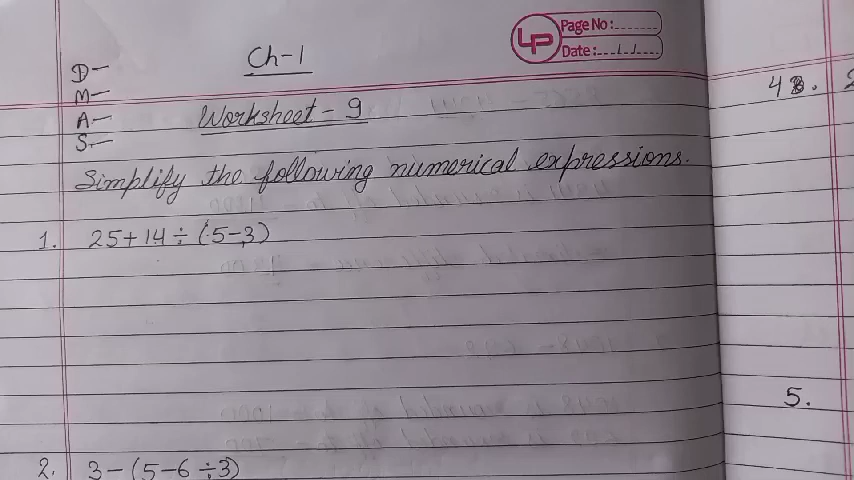 LP
Page No:
Date:
Ch-1
D-
M-
A-
S-
Worksheet - 9
Simplify the following numerical expressions.
1. 25+14÷(5-3)
2. 3-(5-6÷3)
5.